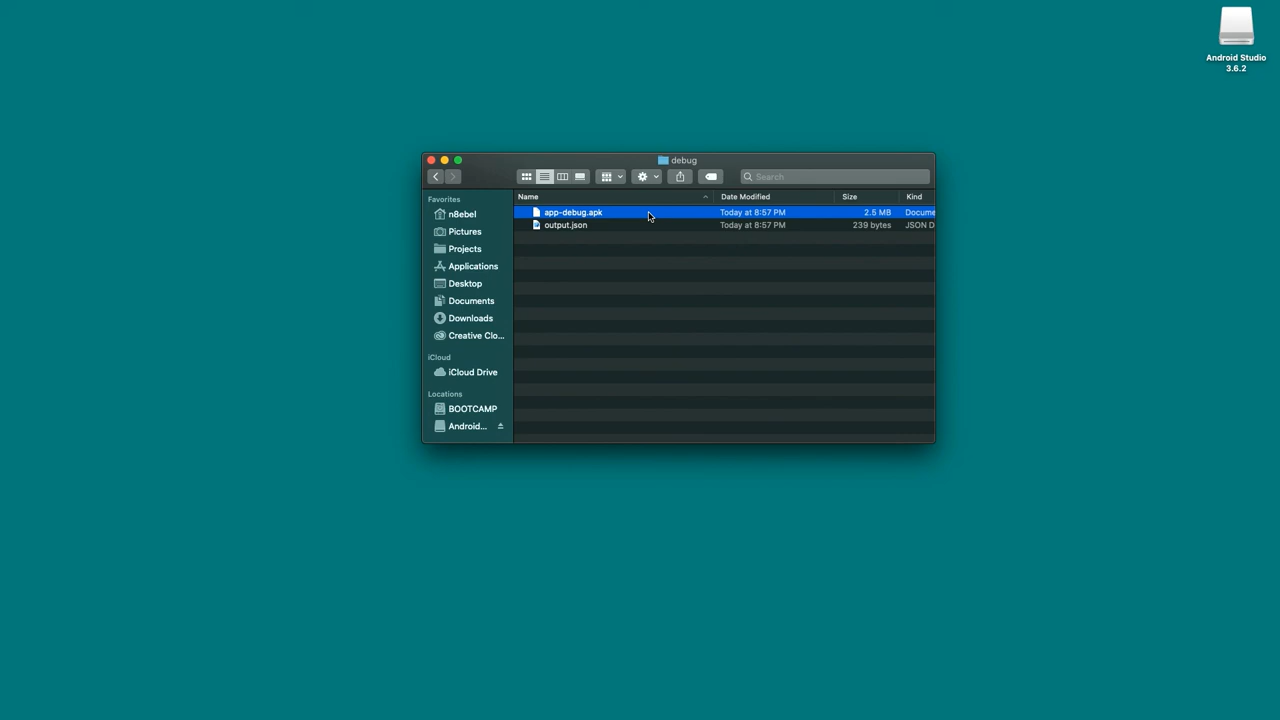 Android Studio
3.6.2
debug
Search
Favorites
n8ebel
Pictures
Projects
Applications
Desktop
Documents
Downloads
Creative Clo...
iCloud
iCloud Drive
Locations
BOOTCAMP
Android...
Name Date Modified Size Kind
app-debug.apk Today at 8:57 PM 2.5 MB Docume
output.json Today at 8:57 PM 239 bytes JSON D